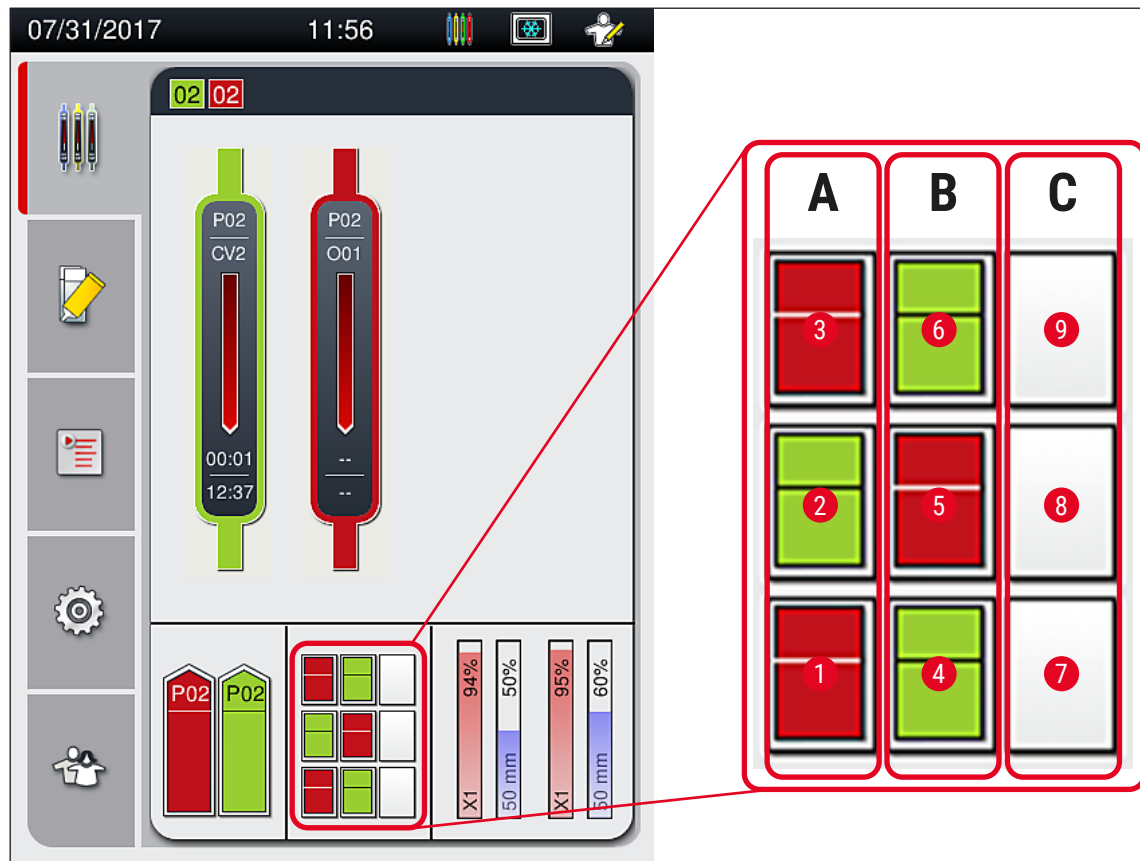 07/31/2017 11:56
02 02
P02 P02
CV2 O01
00:01 --
12:37 --
P02 P02
X1 94%
50 mm 50%
X1 95%
50 mm 60%
A B C
3 6 9
2 5 8
1 4 7